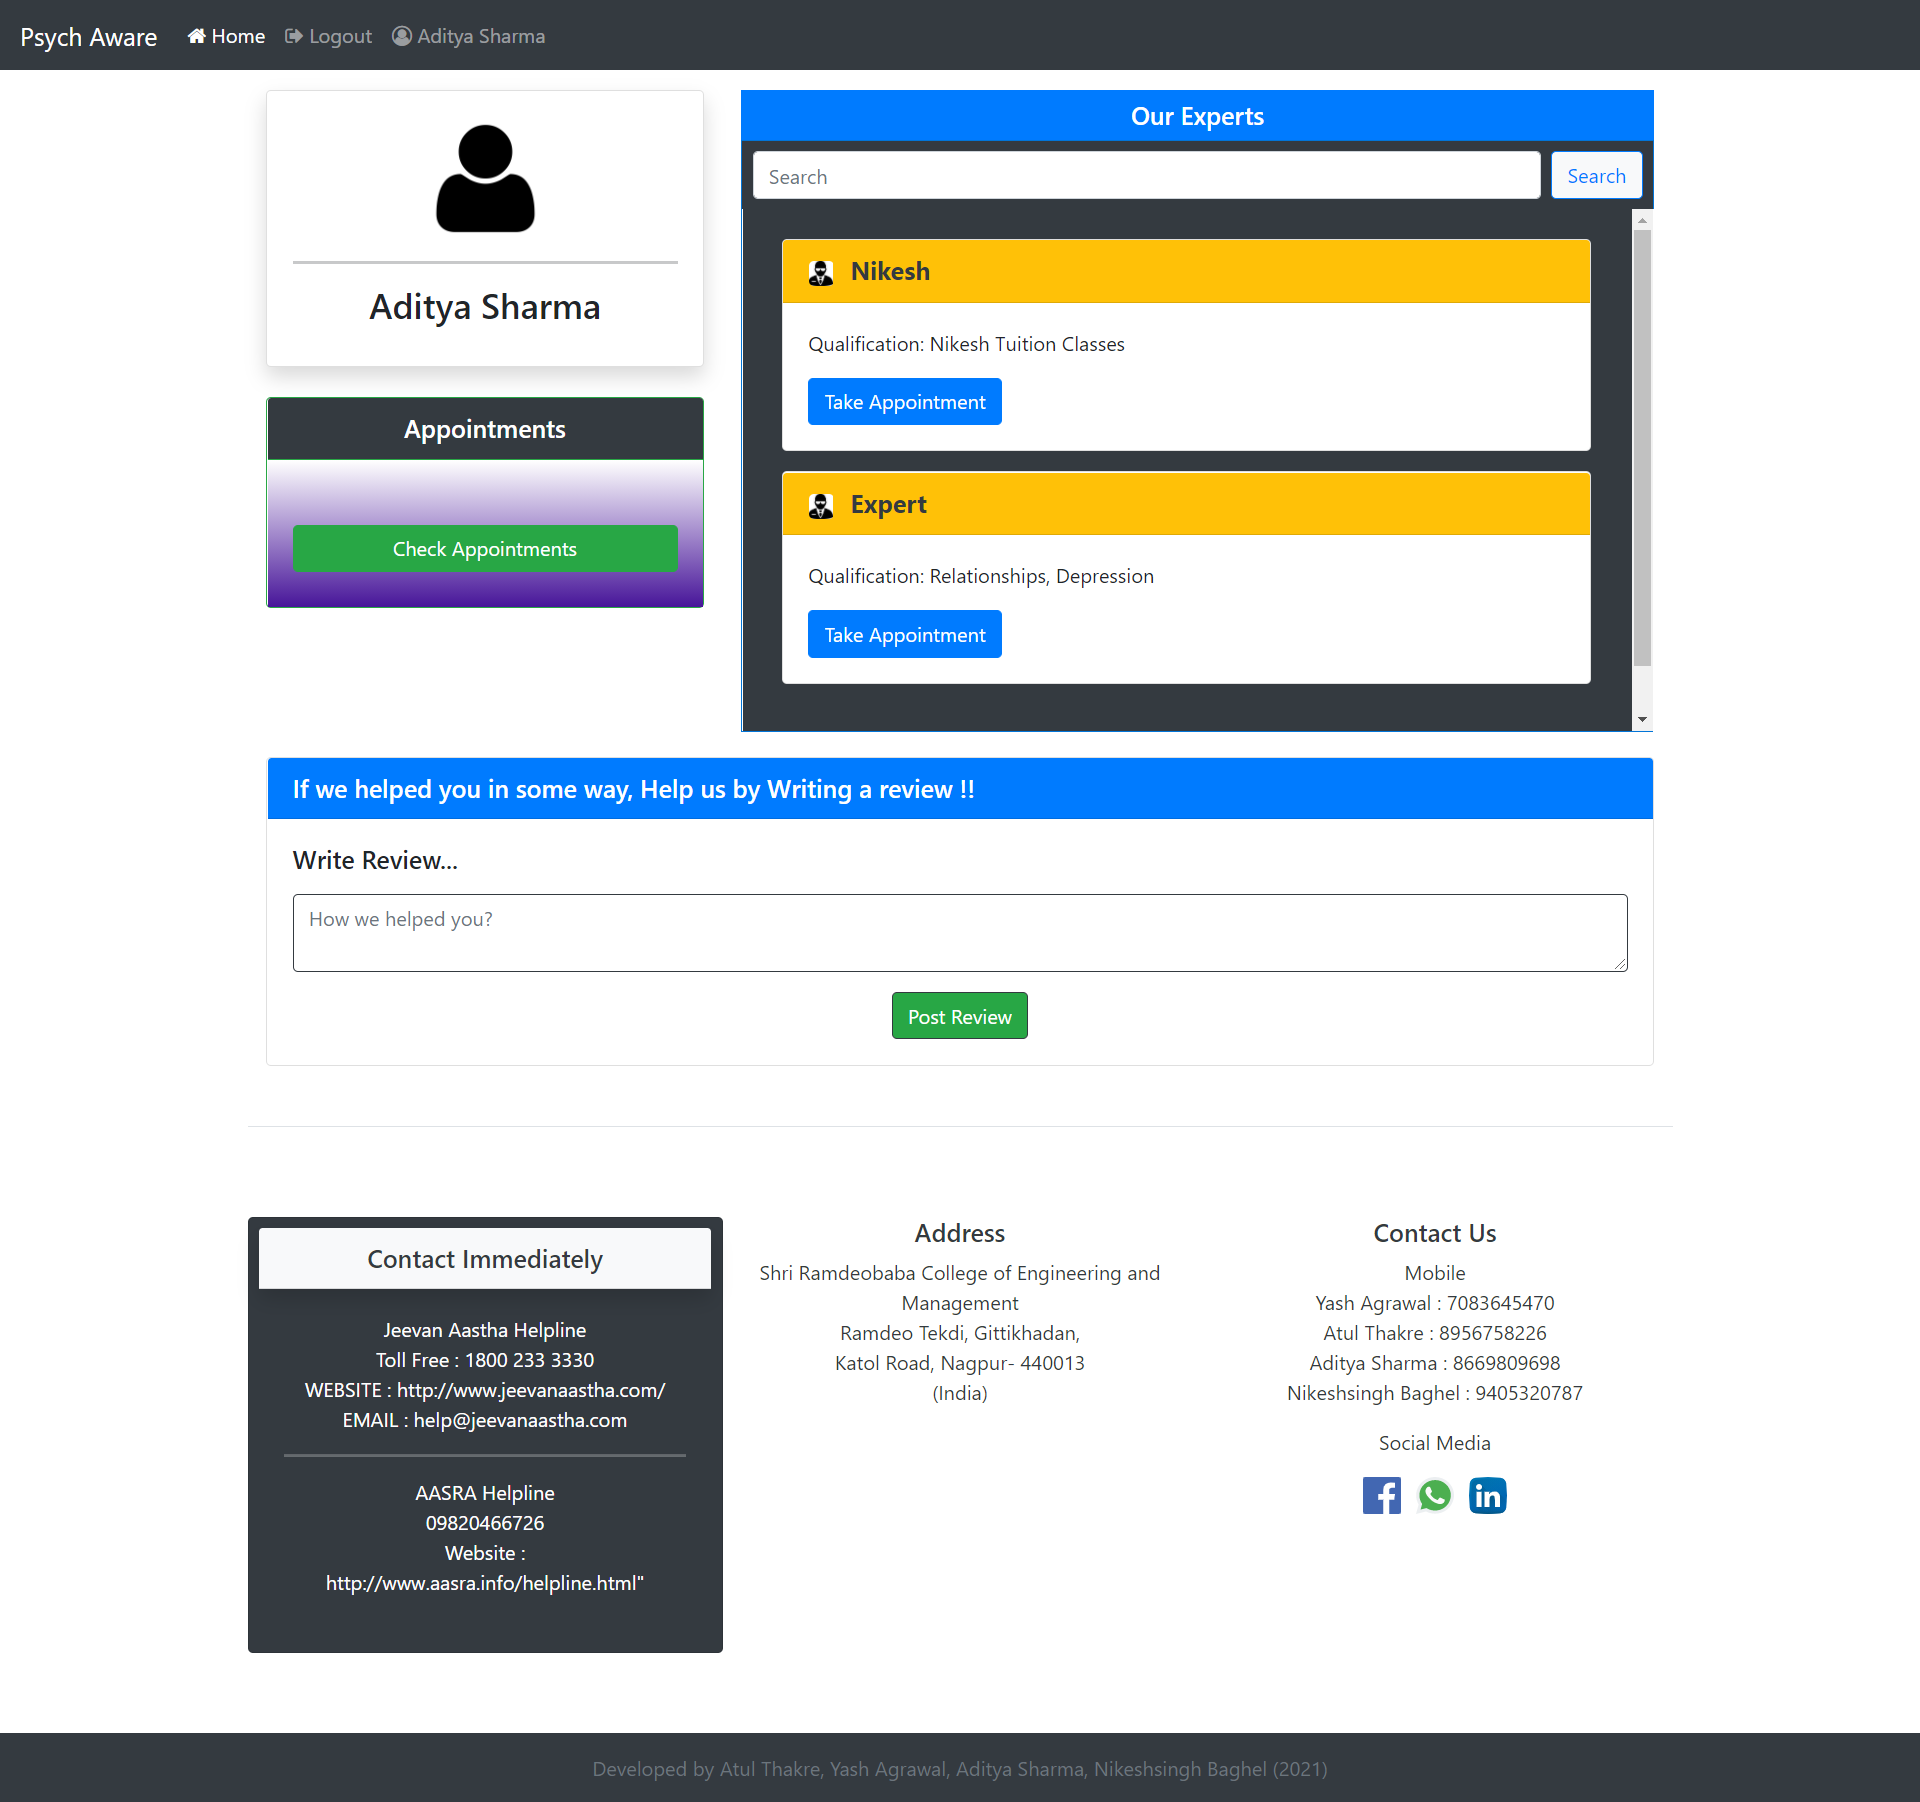 Psych Aware Home Logout Aditya Sharma
Aditya Sharma
Appointments
Check Appointments
Our Experts
Search Search
Nikesh
Qualification: Nikesh Tuition Classes
Take Appointment
Expert
Qualification: Relationships, Depression
Take Appointment
If we helped you in some way, Help us by Writing a review !!
Write Review...
How we helped you?
Post Review
Contact Immediately
Jeevan Aastha Helpline
Toll Free : 1800 233 3330
WEBSITE : http://www.jeevanaastha.com/
EMAIL : help@jeevanaastha.com
AASRA Helpline
09820466726
Website :
http://www.aasra.info/helpline.html"
Address
Shri Ramdeobaba College of Engineering and
Management
Ramdeo Tekdi, Gittikhadan,
Katol Road, Nagpur- 440013
(India)
Contact Us
Mobile
Yash Agrawal : 7083645470
Atul Thakre : 8956758226
Aditya Sharma : 8669809698
Nikeshsingh Baghel : 9405320787
Social Media
Developed by Atul Thakre, Yash Agrawal, Aditya Sharma, Nikeshsingh Baghel (2021)